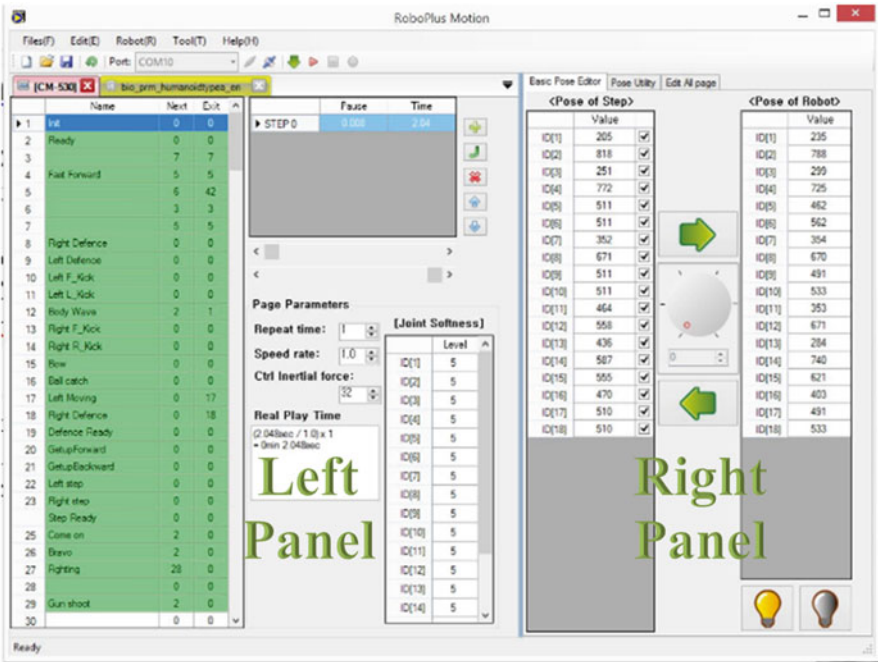 RoboPlus Motion
Files(F) Edit(E) Robot(R) Tool(T) Help(H)
Port: COM10
[CM-530] bio_prm_humanoidtypea_en
Basic Pose Editor Pose Utility Edit All page
Name Next Exit
1 Init 0 0
2 Ready 0 0
3 7 7
4 Fast Forward 5 5
5 6 42
6 3 3
7 5 5
8 Right Defence 0 0
9 Left Defence 0 0
10 Left F_Kick 0 0
11 Left L_Kick 0 0
12 Body Wave 2 1
13 Right F_Kick 0 0
14 Right R_Kick 0 0
15 Bow 0 0
16 Ball catch 0 0
17 Left Moving 0 17
18 Right Defence 0 18
19 Defence Ready 0 0
20 GetupForward 0 0
21 GetupBackward 0 0
22 Left step 0 0
23 Right step 0 0
Step Ready 0 0
25 Come on 2 0
26 Bravo 2 0
27 Fighting 28 0
28 0 0
29 Gun shoot 2 0
30 0 0
Pause Time
STEP 0 0.008 2.04
Page Parameters
Repeat time: 1
Speed rate: 1.0
Ctrl Inertial force:
32
Real Play Time
(2.048sec / 1.0) x 1
= 0min 2.048sec
[Joint Softness]
Level
ID[1] 5
ID[2] 5
ID[3] 5
ID[4] 5
ID[5] 5
ID[6] 5
ID[7] 5
ID[8] 5
ID[9] 5
ID[10] 5
ID[11] 5
ID[12] 5
ID[13] 5
ID[14] 5
Left
Panel
<Pose of Step>
Value
ID[1] 205
ID[2] 818
ID[3] 251
ID[4] 772
ID[5] 511
ID[6] 511
ID[7] 352
ID[8] 671
ID[9] 511
ID[10] 511
ID[11] 464
ID[12] 558
ID[13] 436
ID[14] 587
ID[15] 555
ID[16] 470
ID[17] 510
ID[18] 510
0
<Pose of Robot>
Value
ID[1] 235
ID[2] 788
ID[3] 299
ID[4] 725
ID[5] 462
ID[6] 562
ID[7] 354
ID[8] 670
ID[9] 491
ID[10] 533
ID[11] 353
ID[12] 671
ID[13] 284
ID[14] 740
ID[15] 621
ID[16] 403
ID[17] 491
ID[18] 533
Right
Panel
Ready